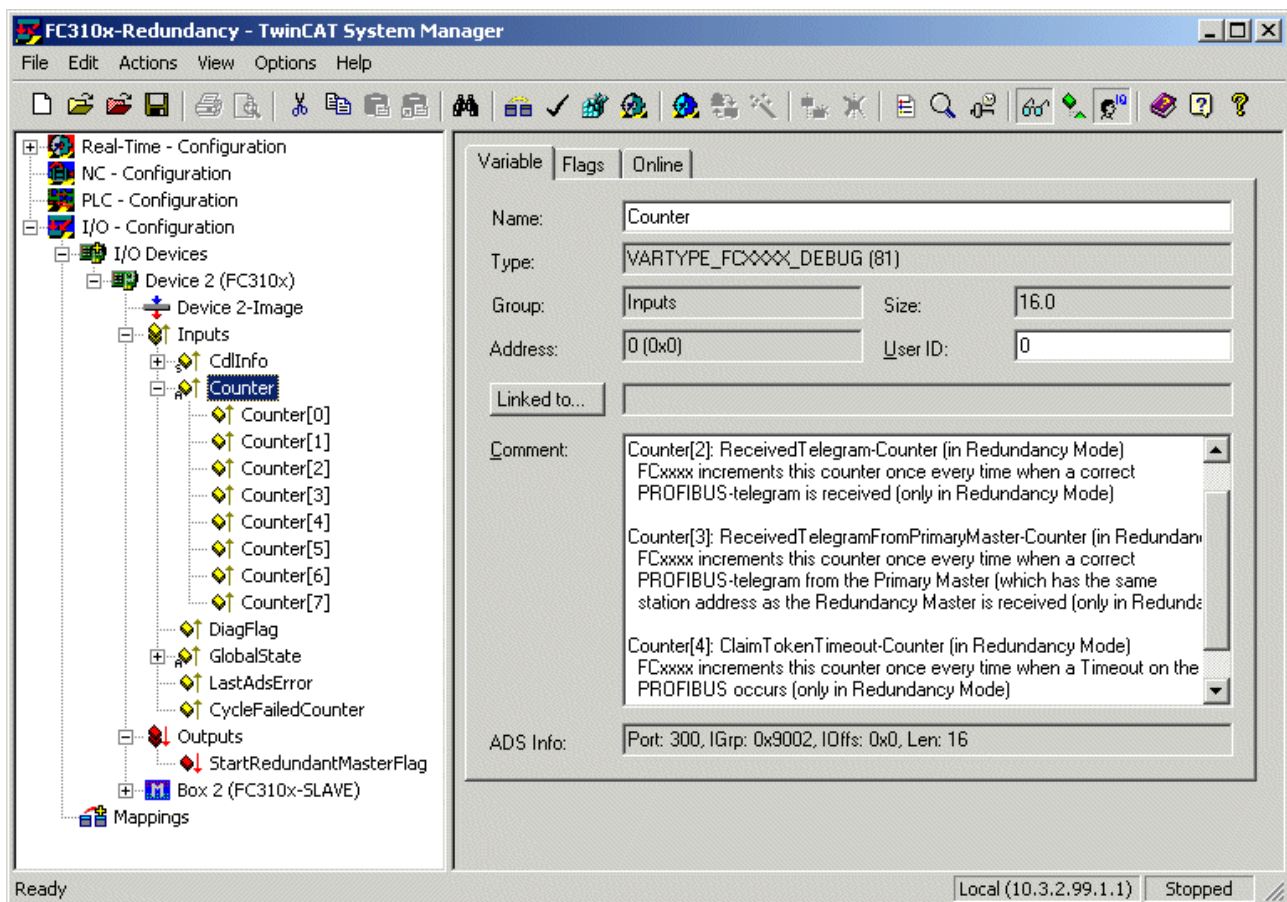 FC310x-Redundancy - TwinCAT System Manager
File Edit Actions View Options Help
Real-Time - Configuration
NC - Configuration
PLC - Configuration
I/O - Configuration
I/O Devices
Device 2 (FC310x)
Device 2-Image
Inputs
CdlInfo
Counter
Counter[0]
Counter[1]
Counter[2]
Counter[3]
Counter[4]
Counter[5]
Counter[6]
Counter[7]
DiagFlag
GlobalState
LastAdsError
CycleFailedCounter
Outputs
StartRedundantMasterFlag
Box 2 (FC310x-SLAVE)
Mappings
Variable Flags Online
Name: Counter
Type: VARTYPE_FCXXXX_DEBUG (81)
Group: Inputs Size: 16.0
Address: 0 (0x0) User ID: 0
Linked to...
Comment:
Counter[2]: ReceivedTelegram-Counter (in Redundancy Mode)
FCxxxx increments this counter once every time when a correct
PROFIBUS-telegram is received (only in Redundancy Mode)
Counter[3]: ReceivedTelegramFromPrimaryMaster-Counter (in Redundan
FCxxxx increments this counter once every time when a correct
PROFIBUS-telegram from the Primary Master (which has the same
station address as the Redundancy Master is received (only in Redunda
Counter[4]: ClaimTokenTimeout-Counter (in Redundancy Mode)
FCxxxx increments this counter once every time when a Timeout on the
PROFIBUS occurs (only in Redundancy Mode)
ADS Info: Port: 300, IGrp: 0x9002, IOffs: 0x0, Len: 16
Ready Local (10.3.2.99.1.1) Stopped